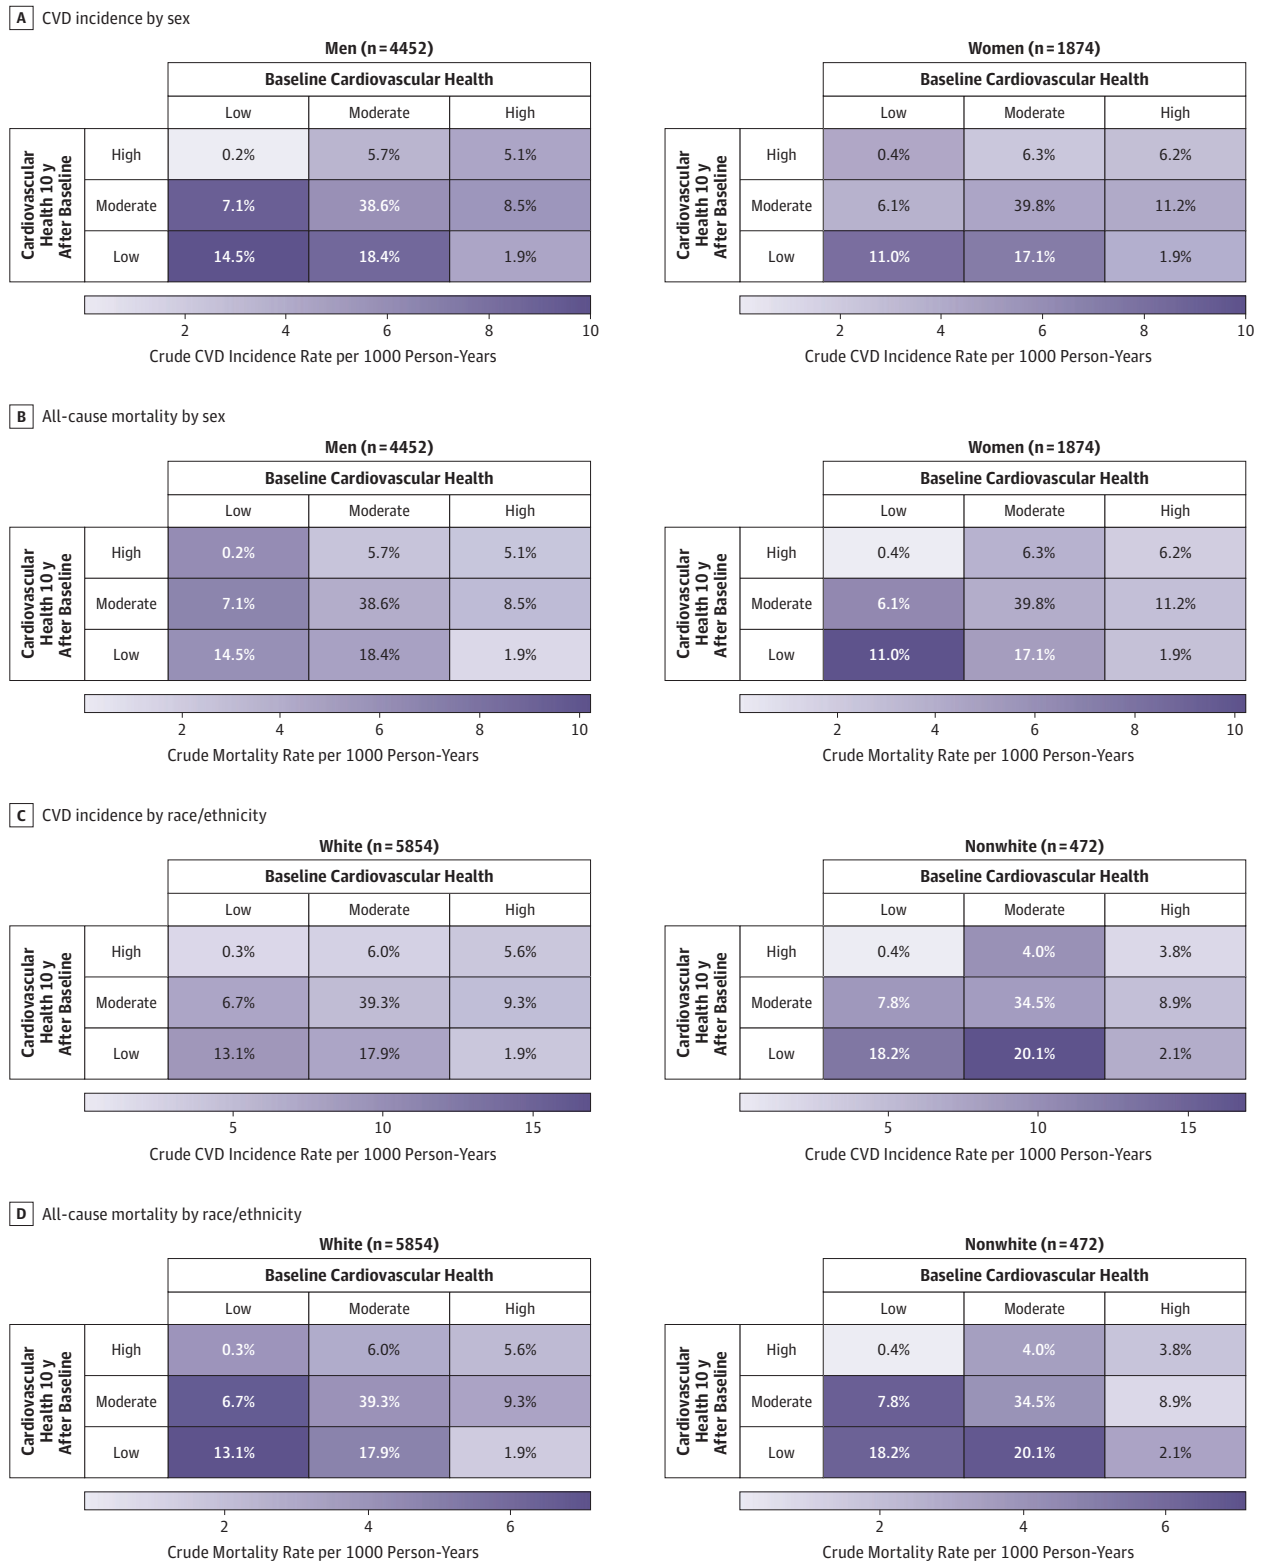 A CVD incidence by sex
Men (n=4452)
Baseline Cardiovascular Health
Low Moderate High
Cardiovascular
Health 10 y
After Baseline
High 0.2% 5.7% 5.1%
Moderate 7.1% 38.6% 8.5%
Low 14.5% 18.4% 1.9%
2 4 6 8 10
Crude CVD Incidence Rate per 1000 Person-Years
Women (n=1874)
Baseline Cardiovascular Health
Low Moderate High
Cardiovascular
Health 10 y
After Baseline
High 0.4% 6.3% 6.2%
Moderate 6.1% 39.8% 11.2%
Low 11.0% 17.1% 1.9%
2 4 6 8 10
Crude CVD Incidence Rate per 1000 Person-Years
B All-cause mortality by sex
Men (n=4452)
Baseline Cardiovascular Health
Low Moderate High
Cardiovascular
Health 10 y
After Baseline
High 0.2% 5.7% 5.1%
Moderate 7.1% 38.6% 8.5%
Low 14.5% 18.4% 1.9%
2 4 6 8 10
Crude Mortality Rate per 1000 Person-Years
Women (n=1874)
Baseline Cardiovascular Health
Low Moderate High
Cardiovascular
Health 10 y
After Baseline
High 0.4% 6.3% 6.2%
Moderate 6.1% 39.8% 11.2%
Low 11.0% 17.1% 1.9%
2 4 6 8 10
Crude Mortality Rate per 1000 Person-Years
C CVD incidence by race/ethnicity
White (n=5854)
Baseline Cardiovascular Health
Low Moderate High
Cardiovascular
Health 10 y
After Baseline
High 0.3% 6.0% 5.6%
Moderate 6.7% 39.3% 9.3%
Low 13.1% 17.9% 1.9%
5 10 15
Crude CVD Incidence Rate per 1000 Person-Years
Nonwhite (n=472)
Baseline Cardiovascular Health
Low Moderate High
Cardiovascular
Health 10 y
After Baseline
High 0.4% 4.0% 3.8%
Moderate 7.8% 34.5% 8.9%
Low 18.2% 20.1% 2.1%
5 10 15
Crude CVD Incidence Rate per 1000 Person-Years
D All-cause mortality by race/ethnicity
White (n=5854)
Baseline Cardiovascular Health
Low Moderate High
Cardiovascular
Health 10 y
After Baseline
High 0.3% 6.0% 5.6%
Moderate 6.7% 39.3% 9.3%
Low 13.1% 17.9% 1.9%
2 4 6
Crude Mortality Rate per 1000 Person-Years
Nonwhite (n=472)
Baseline Cardiovascular Health
Low Moderate High
Cardiovascular
Health 10 y
After Baseline
High 0.4% 4.0% 3.8%
Moderate 7.8% 34.5% 8.9%
Low 18.2% 20.1% 2.1%
2 4 6
Crude Mortality Rate per 1000 Person-Years